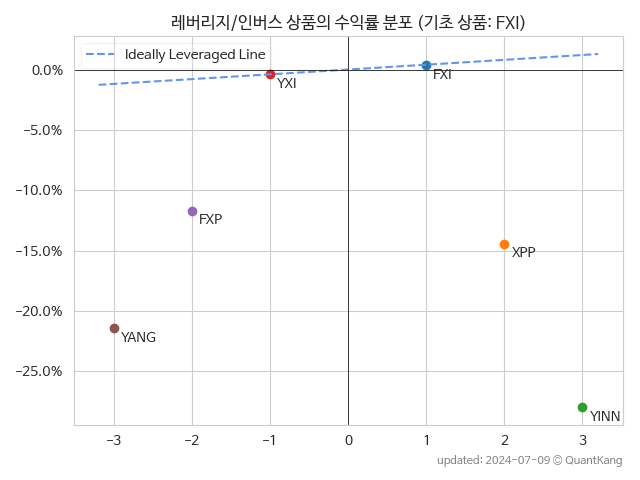 레버리지/인버스 상품의 수익률 분포 (기초 상품: FXI)
Ideally Leveraged Line
0.0%
YXI
FXI
-5.0%
-10.0%
FXP
-15.0%
XPP
-20.0%
YANG
-25.0%
YINN
-3 -2 -1 0 1 2 3
updated: 2024-07-09 © QuantKang